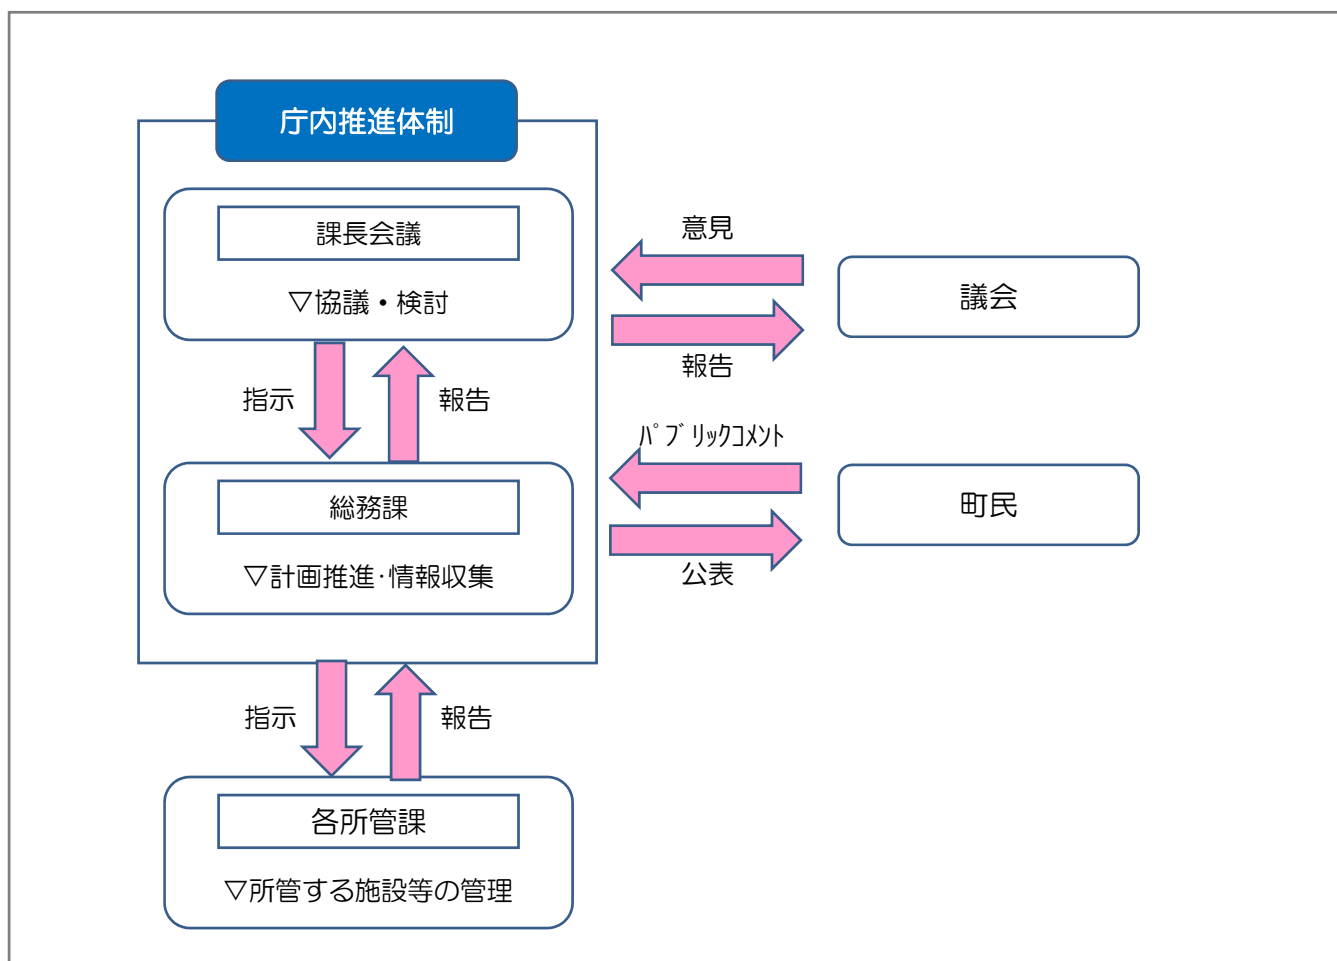 庁内推進体制
課長会議
▽協議・検討
指示
報告
総務課
▽計画推進･情報収集
指示
報告
各所管課
▽所管する施設等の管理
意見
報告
議会
ﾊﾟﾌﾞﾘｯｸｺﾒﾝﾄ
公表
町民